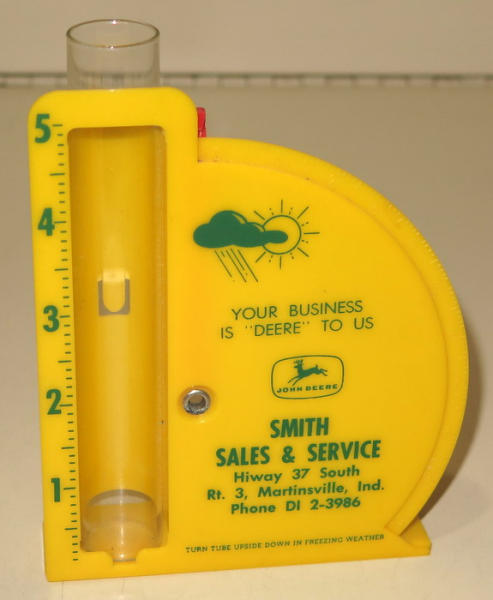 5
4
3
2
1
YOUR BUSINESS
IS "DEERE" TO US
JOHN DEERE
SMITH
SALES & SERVICE
Hiway 37 South
Rt. 3, Martinsville, Ind.
Phone DI 2-3986
TURN TUBE UPSIDE DOWN IN FREEZING WEATHER